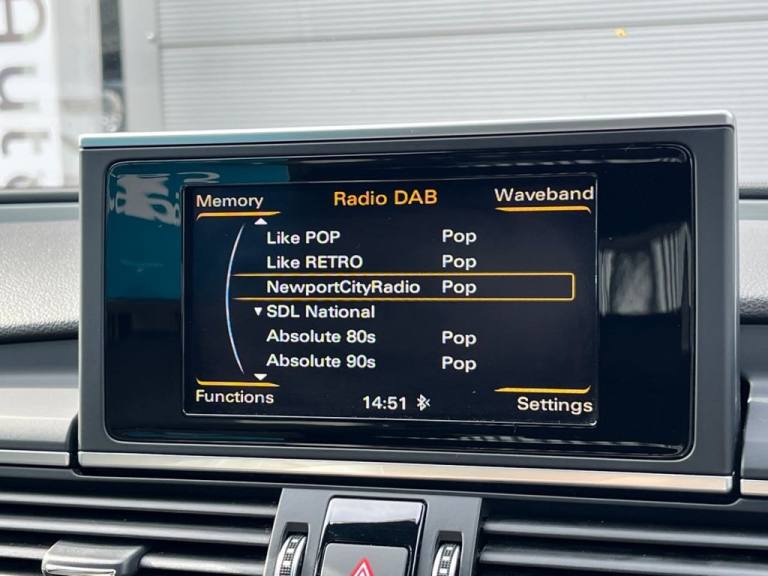 Memory Radio DAB Waveband
Like POP Pop
Like RETRO Pop
NewportCityRadio Pop
SDL National
Absolute 80s Pop
Absolute 90s Pop
Functions 14:51 Settings
Auto